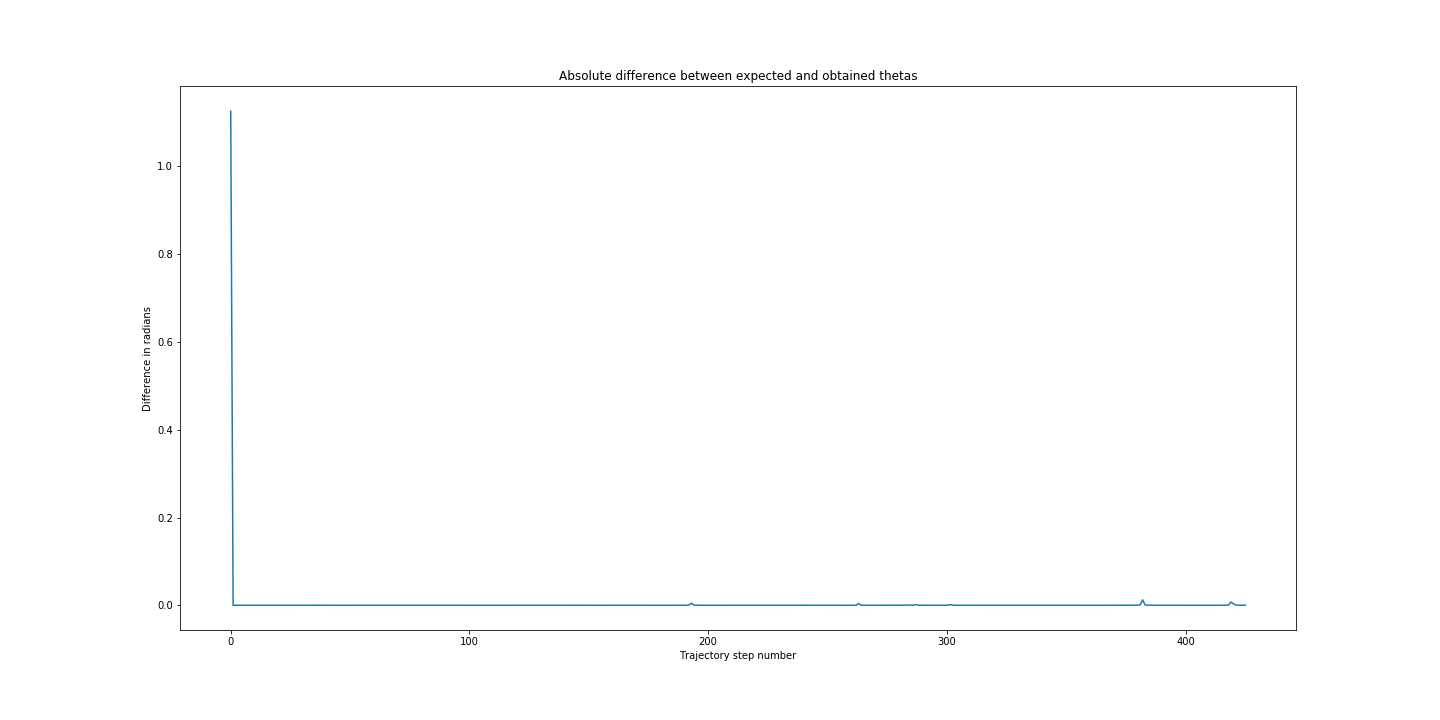 Absolute difference between expected and obtained thetas
Difference in radians
1.0
0.8
0.6
0.4
0.2
0.0
0 100 200 300 400
Trajectory step number